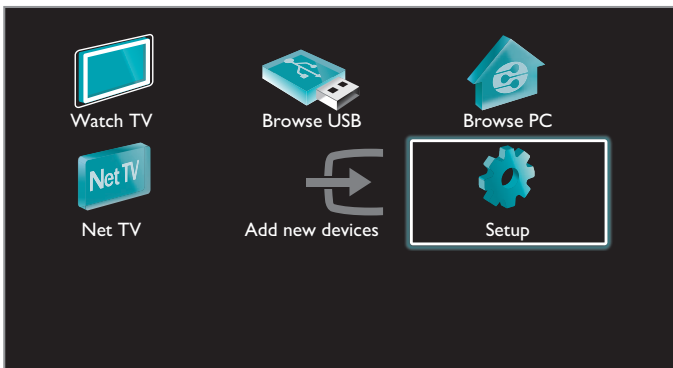 Watch TV
Browse USB
Browse PC
Net TV
Net TV
Add new devices
Setup